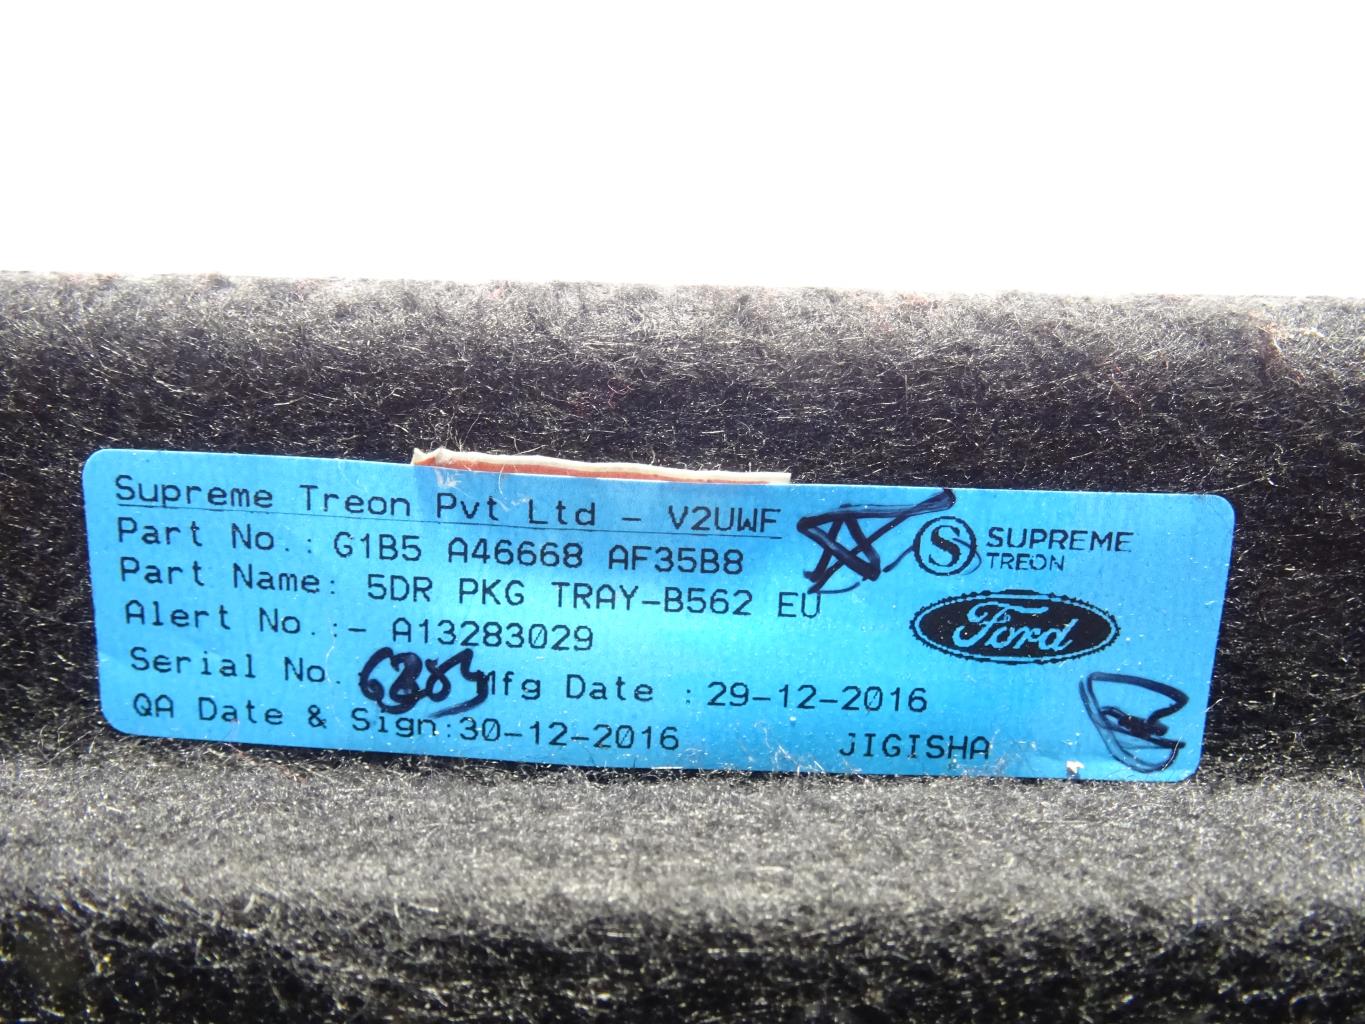 Supreme Treon Pvt Ltd - V2UWF
SUPREME
TREON
Part No.: G1B5 A46668 AF35B8
Part Name: 5DR PKG TRAY-B562 EU
Ford
Alert No.:- A13283029
Serial No. Mfg Date : 29-12-2016
QA Date & Sign:30-12-2016 JIGISHA